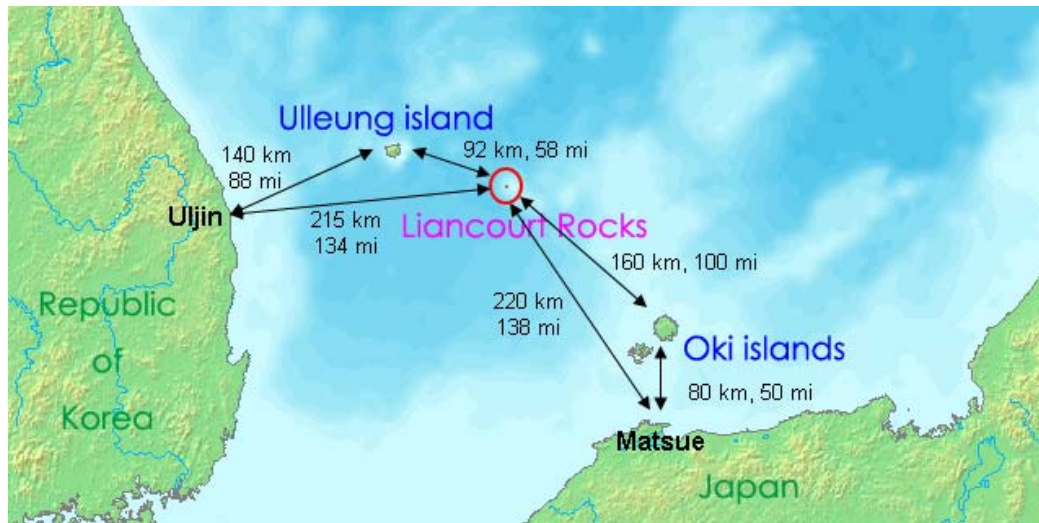 Ulleung island
140 km
88 mi
92 km, 58 mi
Uljin
215 km
134 mi
Liancourt Rocks
160 km, 100 mi
Republic
of
Korea
220 km
138 mi
Oki islands
80 km, 50 mi
Matsue
Japan